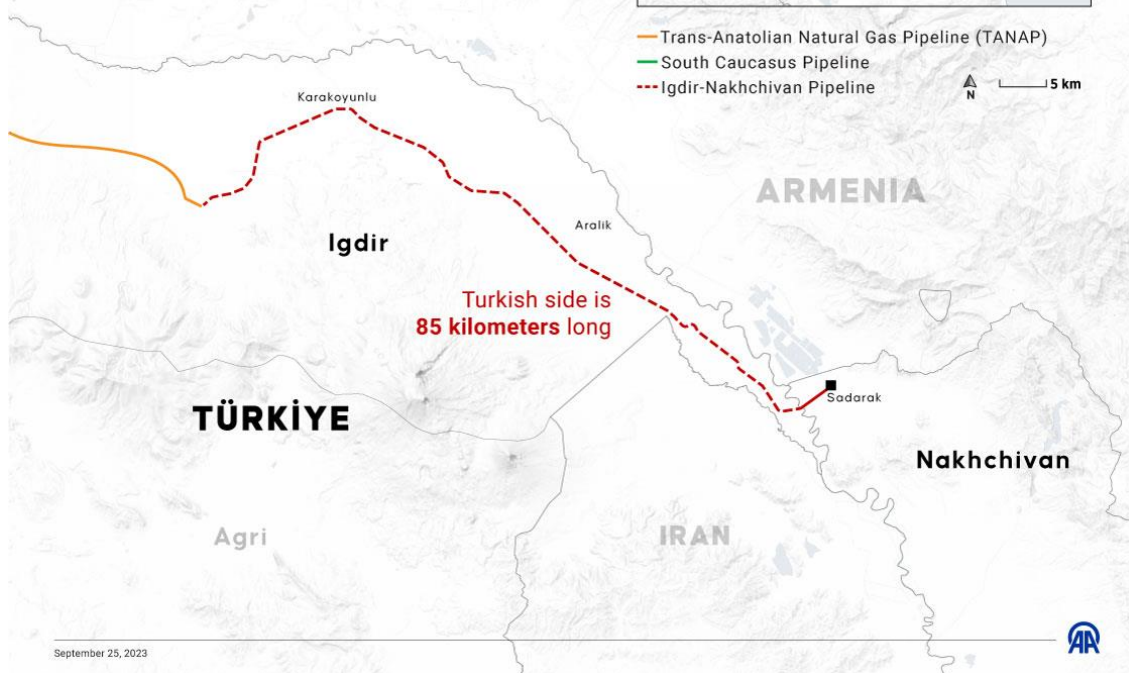 Trans-Anatolian Natural Gas Pipeline (TANAP)
South Caucasus Pipeline
Igdir-Nakhchivan Pipeline
N
5 km
Karakoyunlu
ARMENIA
Aralik
Igdir
Turkish side is
85 kilometers long
Sadarak
TÜRKİYE
Nakhchivan
Agri
IRAN
September 25, 2023
AA